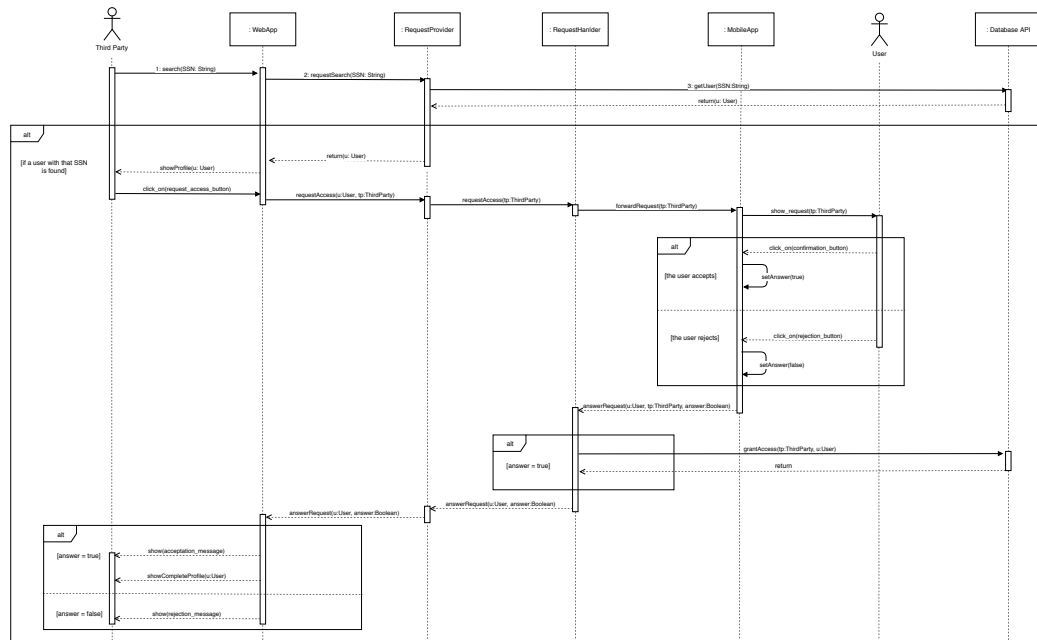 Third Party
: WebApp
: RequestProvider
: RequestHanlder
: MobileApp
User
: Database API
1: search(SSN: String)
2: requestSearch(SSN: String)
3: getUser(SSN:String)
return(u: User)
alt
[if a user with that SSN
is found]
return(u: User)
showProfile(u: User)
click_on(request_access_button)
requestAccess(u:User, tp:ThirdParty)
requestAccess(tp:ThirdParty)
forwardRequest(tp:ThirdParty)
show_request(tp:ThirdParty)
alt
click_on(confirmation_button)
[the user accepts]
setAnswer(true)
[the user rejects]
click_on(rejection_button)
setAnswer(false)
answerRequest(u:User, tp:ThirdParty, answer:Boolean)
alt
grantAccess(tp:ThirdParty, u:User)
[answer = true]
return
answerRequest(u:User, answer:Boolean)
answerRequest(u:User, answer:Boolean)
alt
[answer = true]
show(acceptation_message)
showCompleteProfile(u:User)
[answer = false]
show(rejection_message)